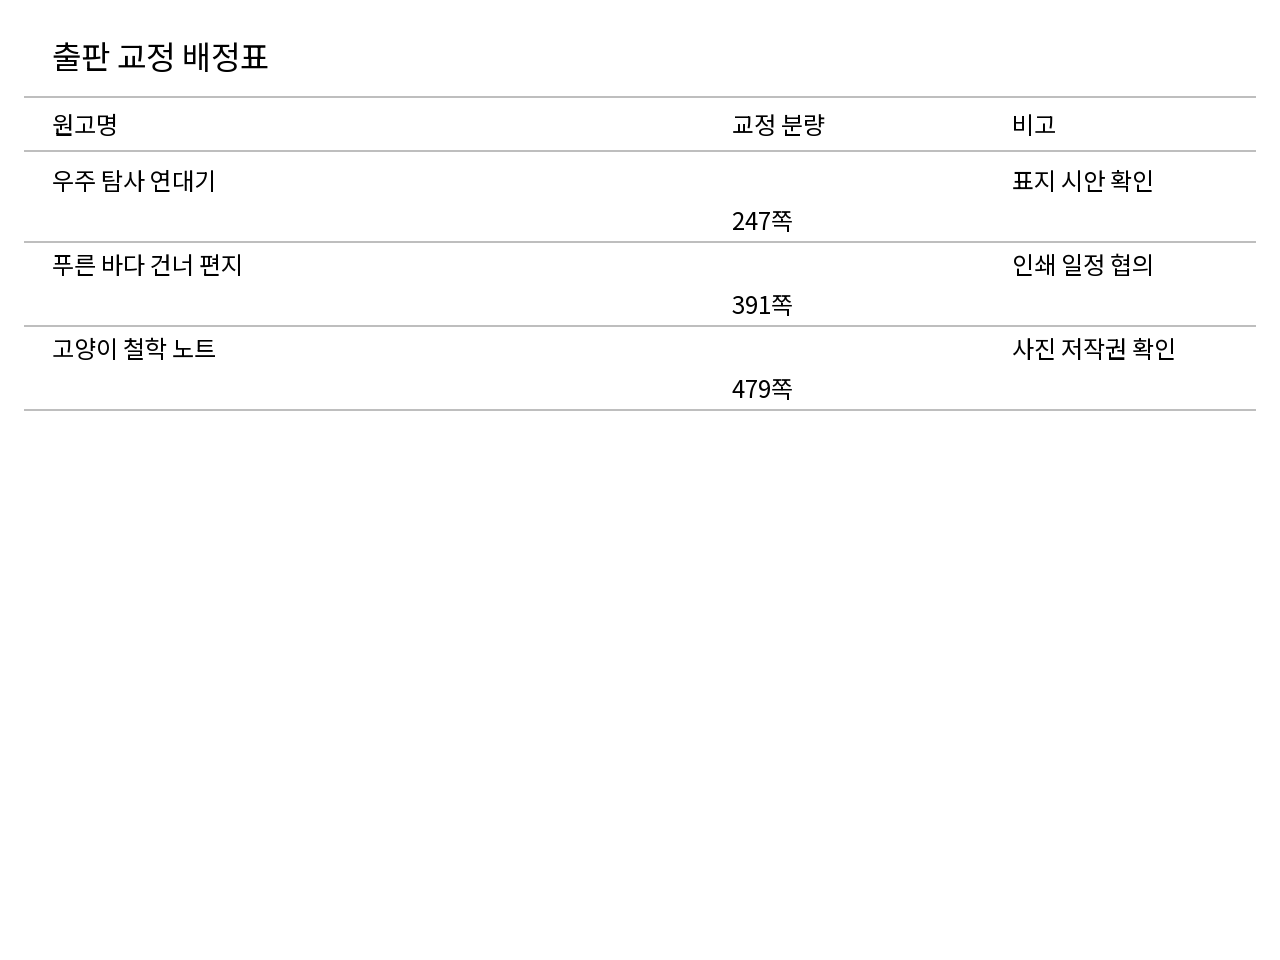 출판 교정 배정표
원고명 교정 분량 비고
우주 탐사 연대기 표지 시안 확인
247쪽
푸른 바다 건너 편지 인쇄 일정 협의
391쪽
고양이 철학 노트 사진 저작권 확인
479쪽